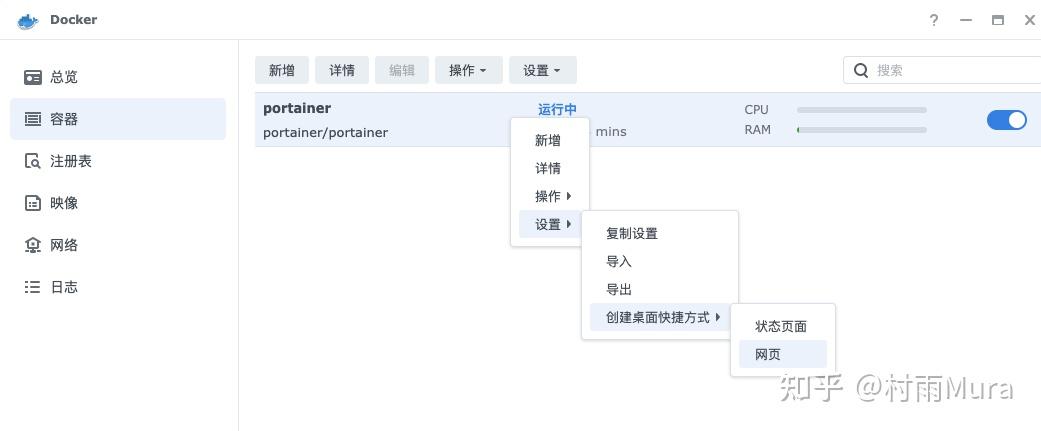 Docker
?
总览
容器
注册表
映像
网络
日志
新增 详情 编辑 操作 设置
搜索
portainer 运行中
portainer/portainer mins
CPU
RAM
新增
详情
操作
设置
复制设置
导入
导出
创建桌面快捷方式
状态页面
网页
知乎 @村雨Mura